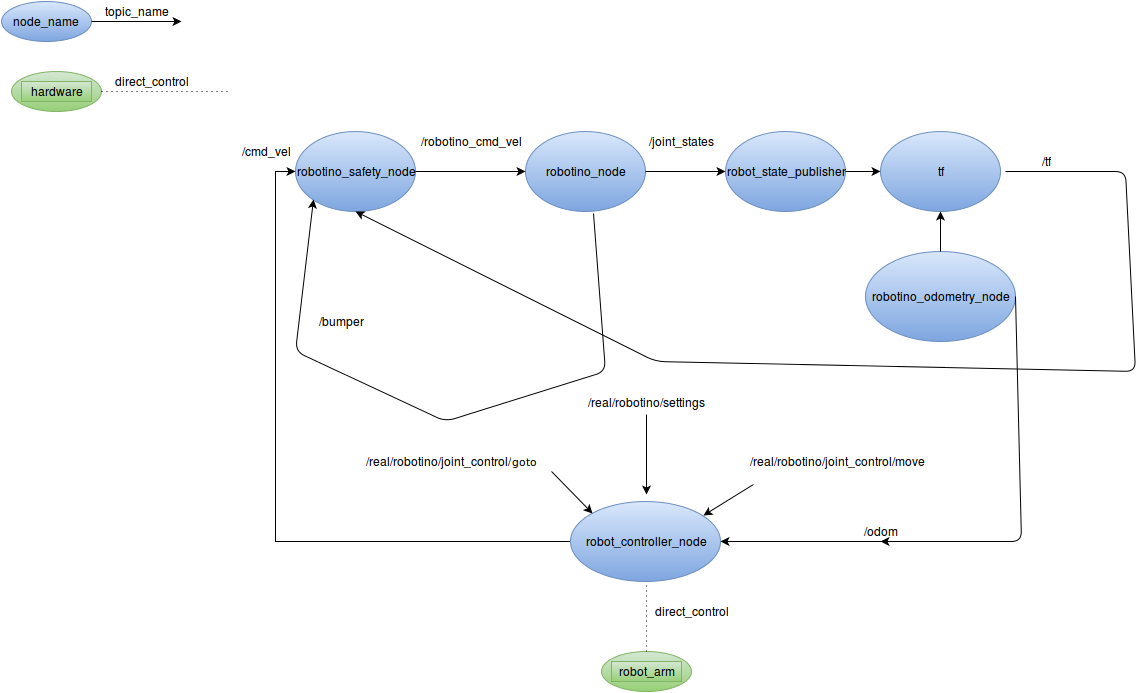 topic_name
node_name
direct_control
hardware
/cmd_vel
/robotino_cmd_vel
/joint_states
/tf
robotino_safety_node
robotino_node
robot_state_publisher
tf
robotino_odometry_node
/bumper
/real/robotino/settings
/real/robotino/joint_control/goto
/real/robotino/joint_control/move
/odom
robot_controller_node
direct_control
robot_arm